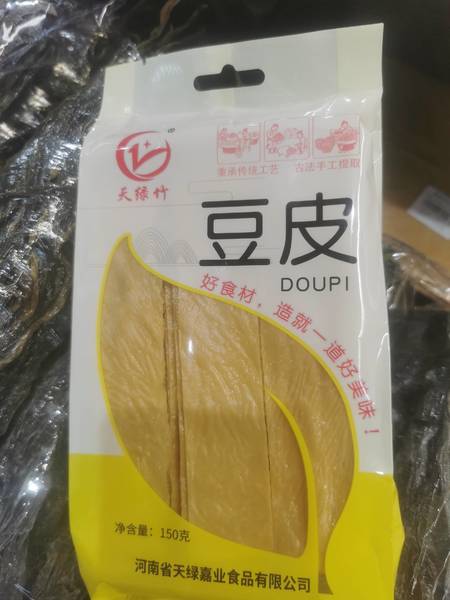 天绿竹
秉承传统工艺 古法手工提取
豆皮
DOUPI
好食材，造就一道好美味！
净含量：150克
河南省天绿嘉业食品有限公司